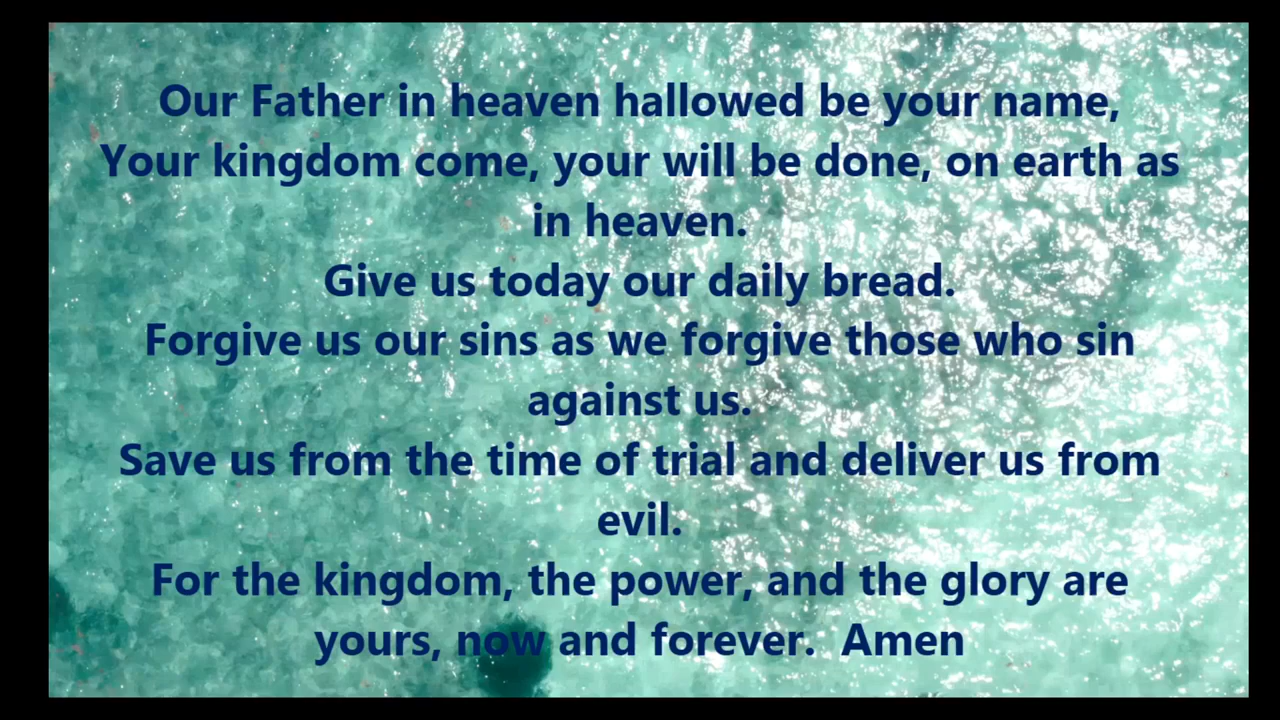 Our Father in heaven hallowed be your name,
Your kingdom come, your will be done, on earth as
in heaven.
Give us today our daily bread.
Forgive us our sins as we forgive those who sin
against us.
Save us from the time of trial and deliver us from
evil.
For the kingdom, the power, and the glory are
yours, now and forever.  Amen